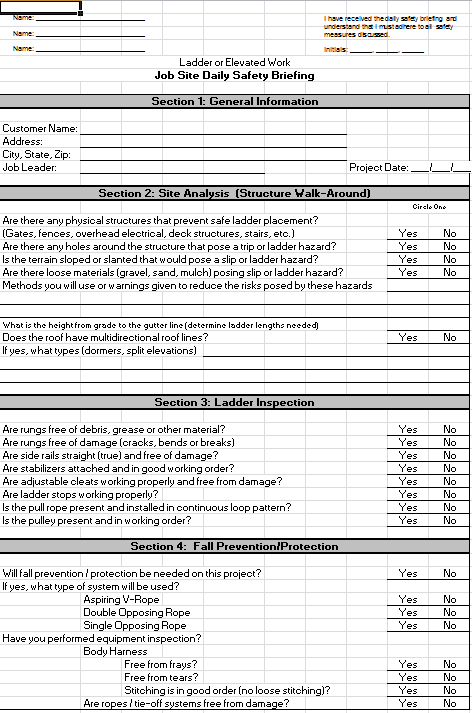 Name:
Name:
Name:
I have received the daily safety briefing and
understand that I must adhere to all safety
measures discussed.
Initials: _____, _____, _____
Ladder or Elevated Work
Job Site Daily Safety Briefing
Section 1: General Information
Customer Name:
Address:
City, State, Zip:
Job Leader: Project Date: ___/___/___
Section 2: Site Analysis (Structure Walk-Around)
Circle One
Are there any physical structures that prevent safe ladder placement?
(Gates, fences, overhead electrical, deck structures, stairs, etc.) Yes No
Are there any holes around the structure that pose a trip or ladder hazard? Yes No
Is the terrain sloped or slanted that would pose a slip or ladder hazard? Yes No
Are there loose materials (gravel, sand, mulch) posing slip or ladder hazard? Yes No
Methods you will use or warnings given to reduce the risks posed by these hazards
What is the height from grade to the gutter line (determine ladder lengths needed)
Does the roof have multidirectional roof lines? Yes No
If yes, what types (dormers, split elevations)
Section 3: Ladder Inspection
Are rungs free of debris, grease or other material? Yes No
Are rungs free of damage (cracks, bends or breaks) Yes No
Are side rails straight (true) and free of damage? Yes No
Are stabilizers attached and in good working order? Yes No
Are adjustable cleats working properly and free from damage? Yes No
Are ladder stops working properly? Yes No
Is the pull rope present and installed in continuous loop pattern? Yes No
Is the pulley present and in working order? Yes No
Section 4: Fall Prevention/Protection
Will fall prevention / protection be needed on this project? Yes No
If yes, what type of system will be used?
Aspiring V-Rope Yes No
Double Opposing Rope Yes No
Single Opposing Rope Yes No
Have you performed equipment inspection?
Body Harness
Free from frays? Yes No
Free from tears? Yes No
Stitching is in good order (no loose stitching)? Yes No
Are ropes / tie-off systems free from damage? Yes No